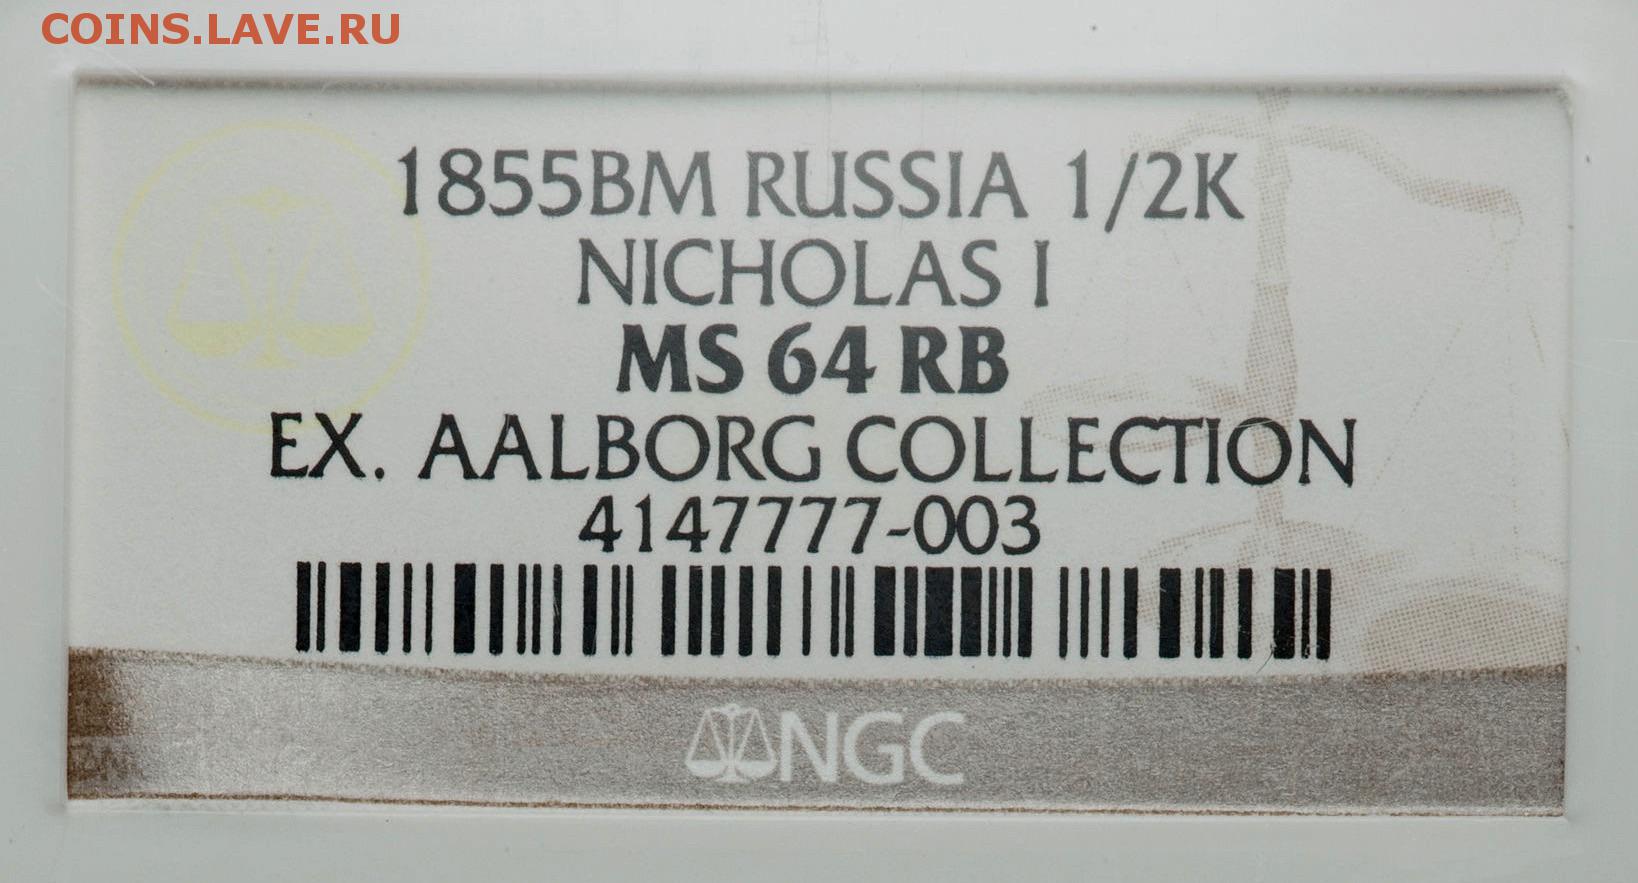 COINS.LAVE.RU
1855BM RUSSIA 1/2K
NICHOLAS I
MS 64 RB
EX. AALBORG COLLECTION
4147777-003
NGC